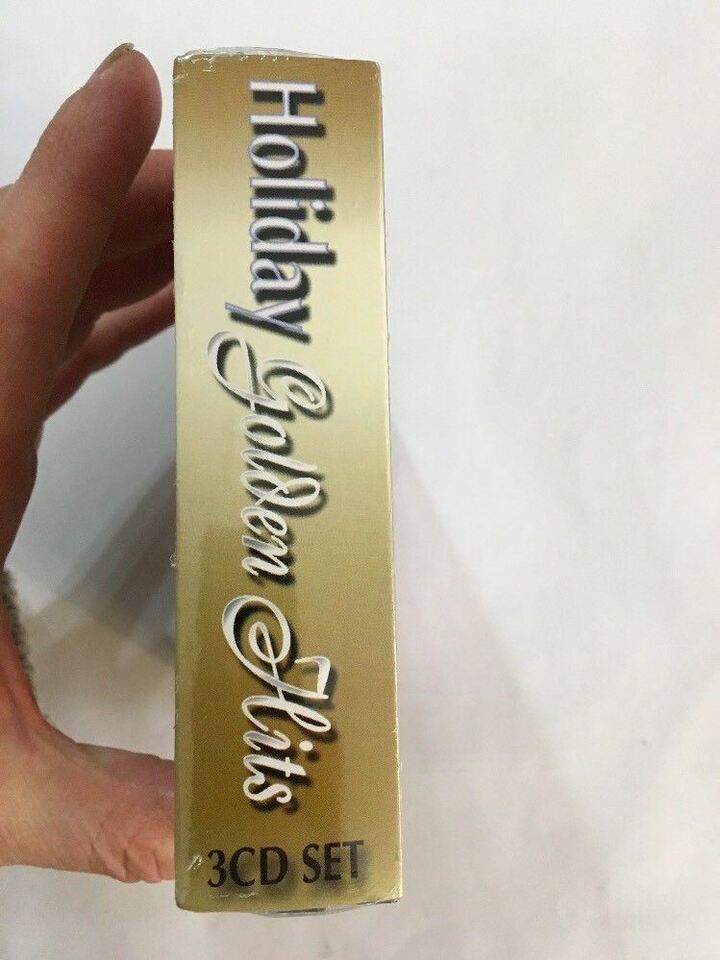 Holiday Golden Hits
3CD SET